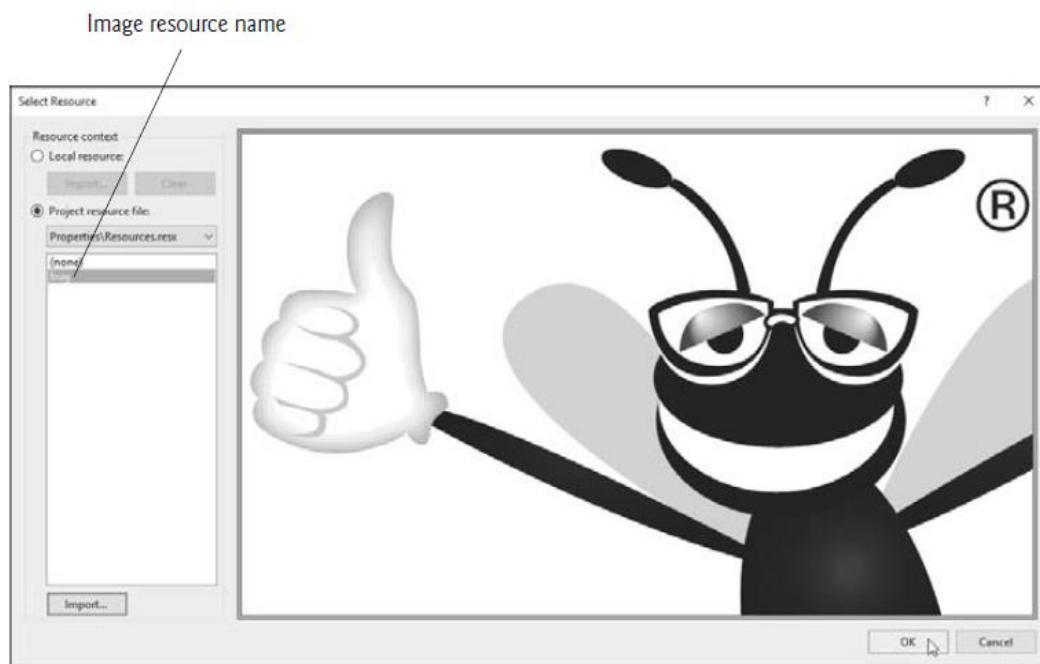 Image resource name
Select Resource
? X
Resource context
Local resource:
Import... Clear
Project resource file:
Properties\Resources.resx
(none)
bug
Import...
®
OK Cancel